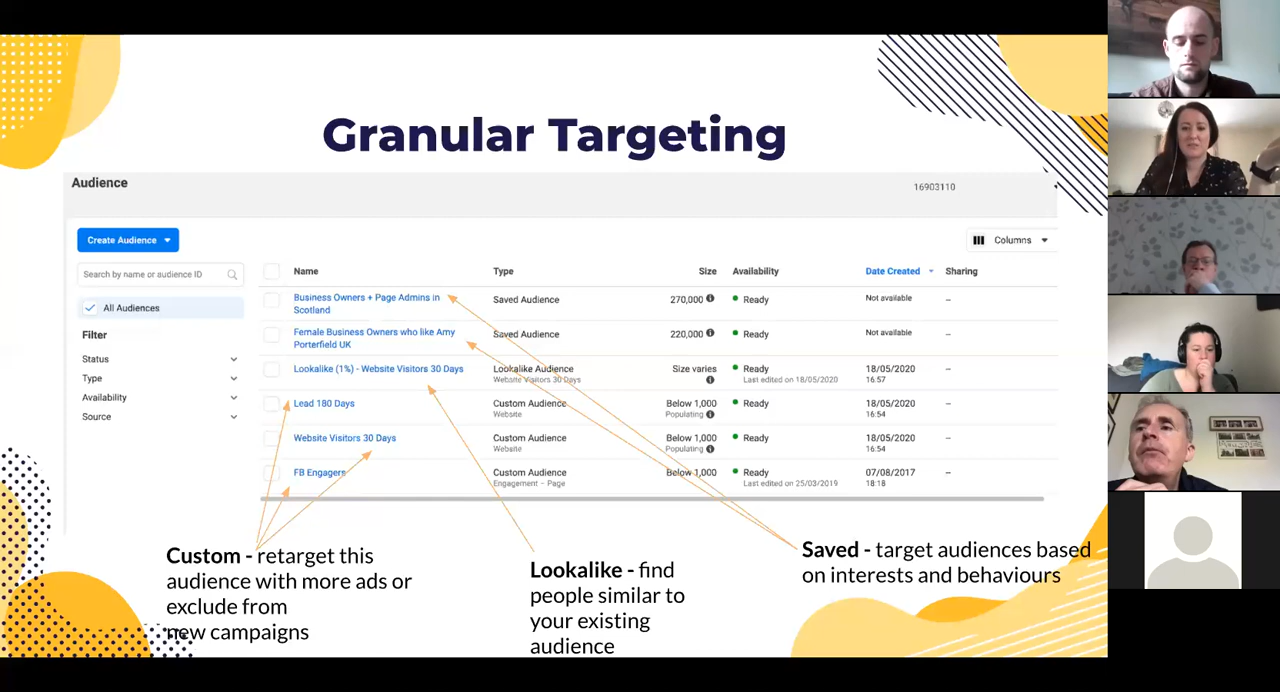 Granular Targeting
Audience
16903110
Create Audience
Columns
Search by name or audience ID
All Audiences
Filter
Status
Type
Availability
Source
Name Type Size Availability Date Created Sharing
Business Owners + Page Admins in Saved Audience 270,000 Ready Not available –
Scotland
Female Business Owners who like Amy Saved Audience 220,000 Ready Not available –
Porterfield UK
Lookalike (1%) - Website Visitors 30 Days Lookalike Audience Size varies Ready 18/05/2020 –
Website Visitors 30 Days Last edited on 18/05/2020 16:57
Lead 180 Days Custom Audience Below 1,000 Ready 18/05/2020 –
Website Populating 16:54
Website Visitors 30 Days Custom Audience Below 1,000 Ready 18/05/2020 –
Website Populating 16:54
FB Engagers Custom Audience Below 1,000 Ready 07/08/2017 –
Engagement - Page Last edited on 25/03/2019 18:18
Custom - retarget this
audience with more ads or
exclude from
new campaigns
Lookalike - find
people similar to
your existing
audience
Saved - target audiences based
on interests and behaviours